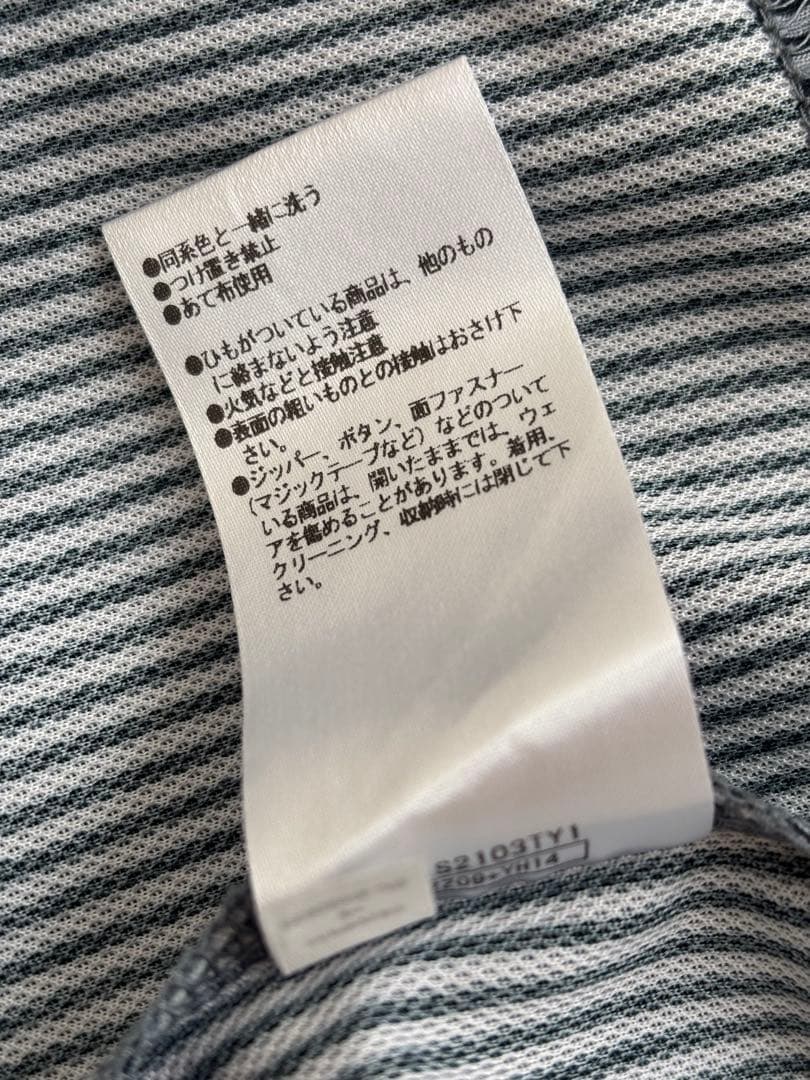 ●同系色と一緒に洗う
●つけ置き禁止
●あて布使用
●ひもがついている商品は、他のもの
に絡まないよう注意
●火気などと接触注意
●表面の粗いものとの接触はおさけ下
さい。
●ジッパー、ボタン、面ファスナー
(マジックテープなど)などのついて
いる商品は、開いたままでは、ウェ
アを傷めることがあります。着用、
クリーニング、収納時には閉じて下
さい。
S2103TY1